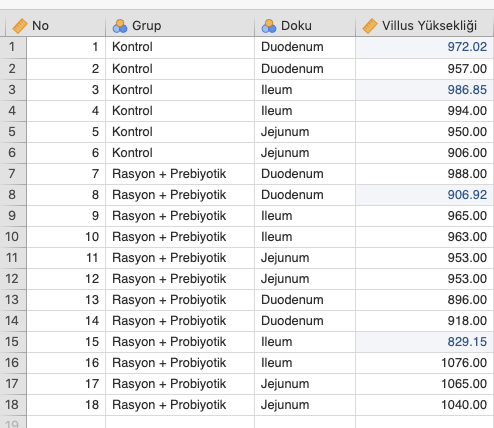 No Grup Doku Villus Yüksekliği
1 1 Kontrol Duodenum 972.02
2 2 Kontrol Duodenum 957.00
3 3 Kontrol Ileum 986.85
4 4 Kontrol Ileum 994.00
5 5 Kontrol Jejunum 950.00
6 6 Kontrol Jejunum 906.00
7 7 Rasyon + Prebiyotik Duodenum 988.00
8 8 Rasyon + Prebiyotik Duodenum 906.92
9 9 Rasyon + Prebiyotik Ileum 965.00
10 10 Rasyon + Prebiyotik Ileum 963.00
11 11 Rasyon + Prebiyotik Jejunum 953.00
12 12 Rasyon + Prebiyotik Jejunum 953.00
13 13 Rasyon + Probiyotik Duodenum 896.00
14 14 Rasyon + Probiyotik Duodenum 918.00
15 15 Rasyon + Probiyotik Ileum 829.15
16 16 Rasyon + Probiyotik Ileum 1076.00
17 17 Rasyon + Probiyotik Jejunum 1065.00
18 18 Rasyon + Probiyotik Jejunum 1040.00
19